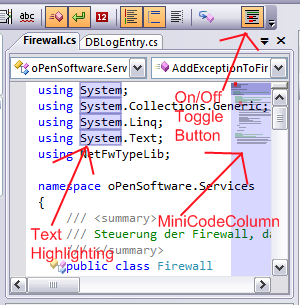 abc
12
Firewall.cs DBLogEntry.cs
oPenSoftware.Serv AddExceptionToFir
using System;
using System.Collections.Generic;
using System.Linq;
using System.Text;
using NetFwTypeLib;
On/Off
Toggle
Button
namespace oPenSoftware.Services
{
MiniCodeColumn
/// <summary>
Text
/// Steuerung der Firewall, da
Highlighting
/// </summary>
public class Firewall